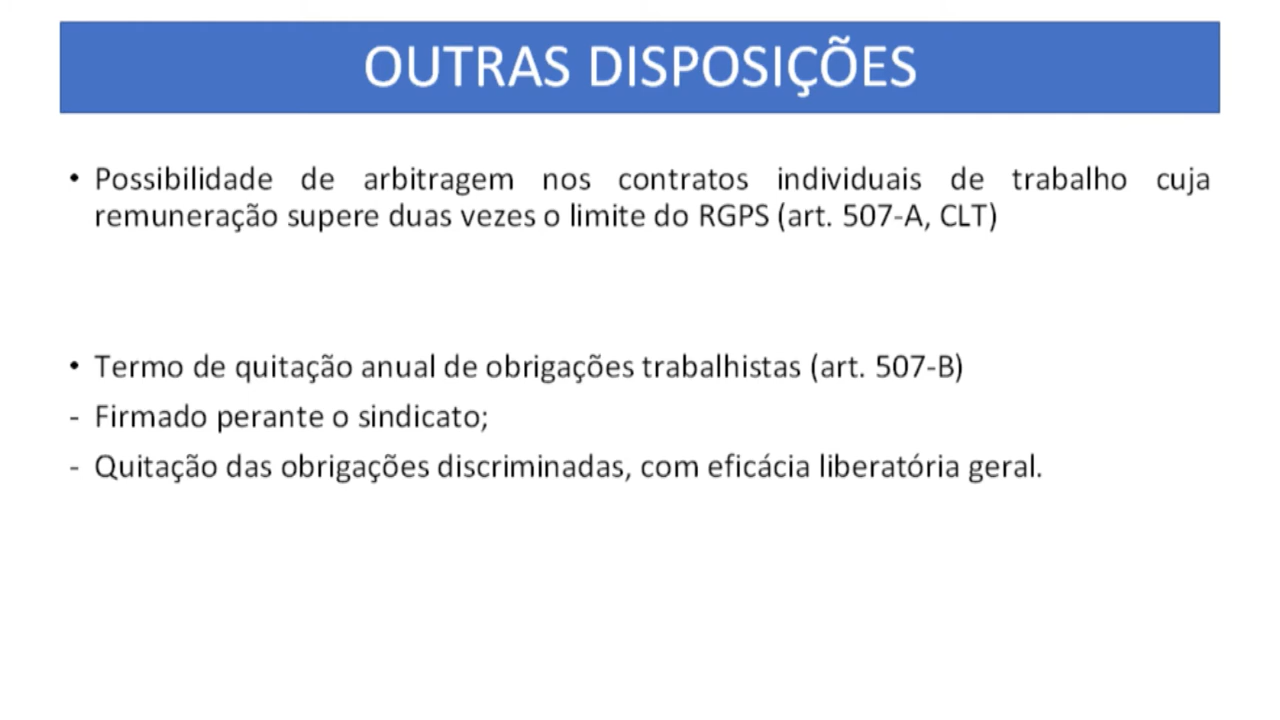 OUTRAS DISPOSIÇÕES
• Possibilidade de arbitragem nos contratos individuais de trabalho cuja
remuneração supere duas vezes o limite do RGPS (art. 507-A, CLT)
• Termo de quitação anual de obrigações trabalhistas (art. 507-B)
- Firmado perante o sindicato;
- Quitação das obrigações discriminadas, com eficácia liberatória geral.